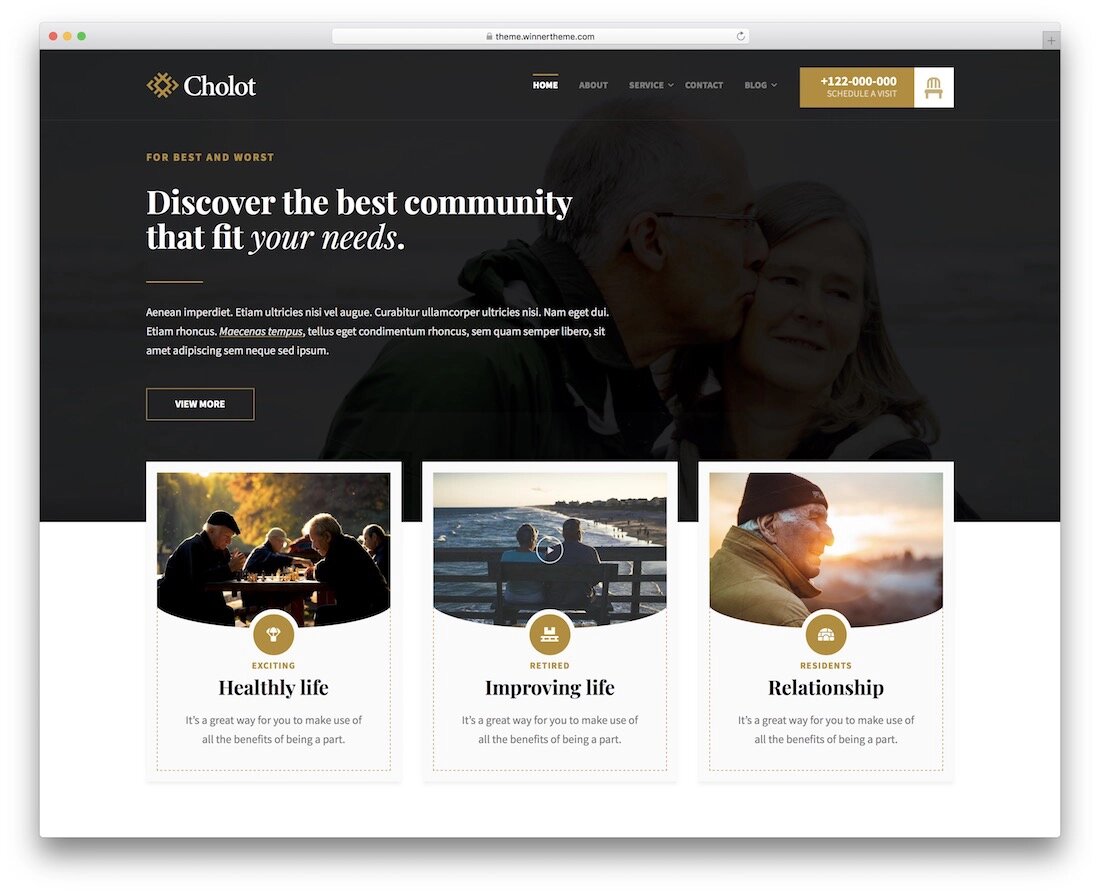 theme.winnertheme.com
Cholot
HOME ABOUT SERVICE CONTACT BLOG
+122-000-000
SCHEDULE A VISIT
FOR BEST AND WORST
Discover the best community
that fit your needs.
Aenean imperdiet. Etiam ultricies nisi vel augue. Curabitur ullamcorper ultricies nisi. Nam eget dui.
Etiam rhoncus. Maecenas tempus, tellus eget condimentum rhoncus, sem quam semper libero, sit
amet adipiscing sem neque sed ipsum.
VIEW MORE
EXCITING
Healthly life
It's a great way for you to make use of
all the benefits of being a part.
RETIRED
Improving life
It's a great way for you to make use of
all the benefits of being a part.
RESIDENTS
Relationship
It's a great way for you to make use of
all the benefits of being a part.